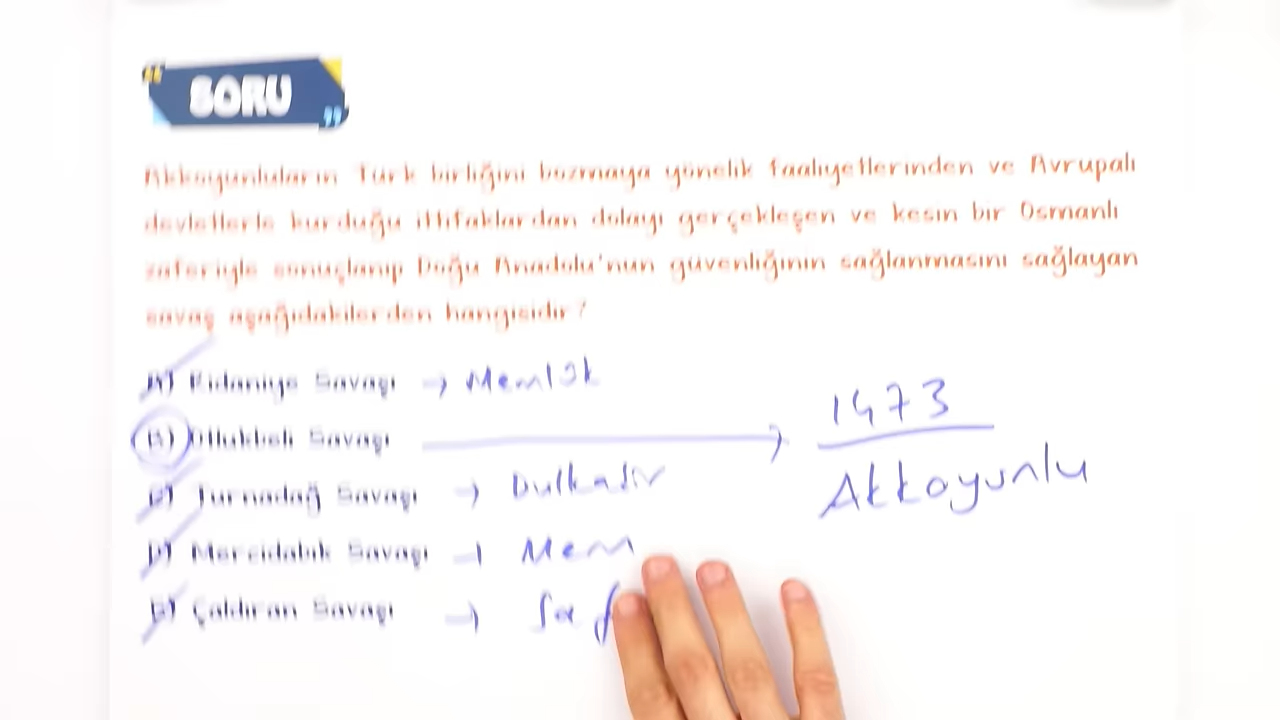 SORU
Akkoyunluların Türk birliğini bozmaya yönelik faaliyetlerinden ve Avrupalı
devletlerle kurduğu ittifaklardan dolayı gerçekleşen ve kesin bir Osmanlı
zaferiyle sonuçlanıp Doğu Anadolu'nun güvenliğinin sağlanmasını sağlayan
savaş aşağıdakilerden hangisidir?
A) Ridaniye Savaşı → Memlük
B) Otlukbeli Savaşı → 1473
Akkoyunlu
C) Turnadağ Savaşı → Dulkadir
D) Mercidabık Savaşı → Mem
E) Çaldıran Savaşı → Saf